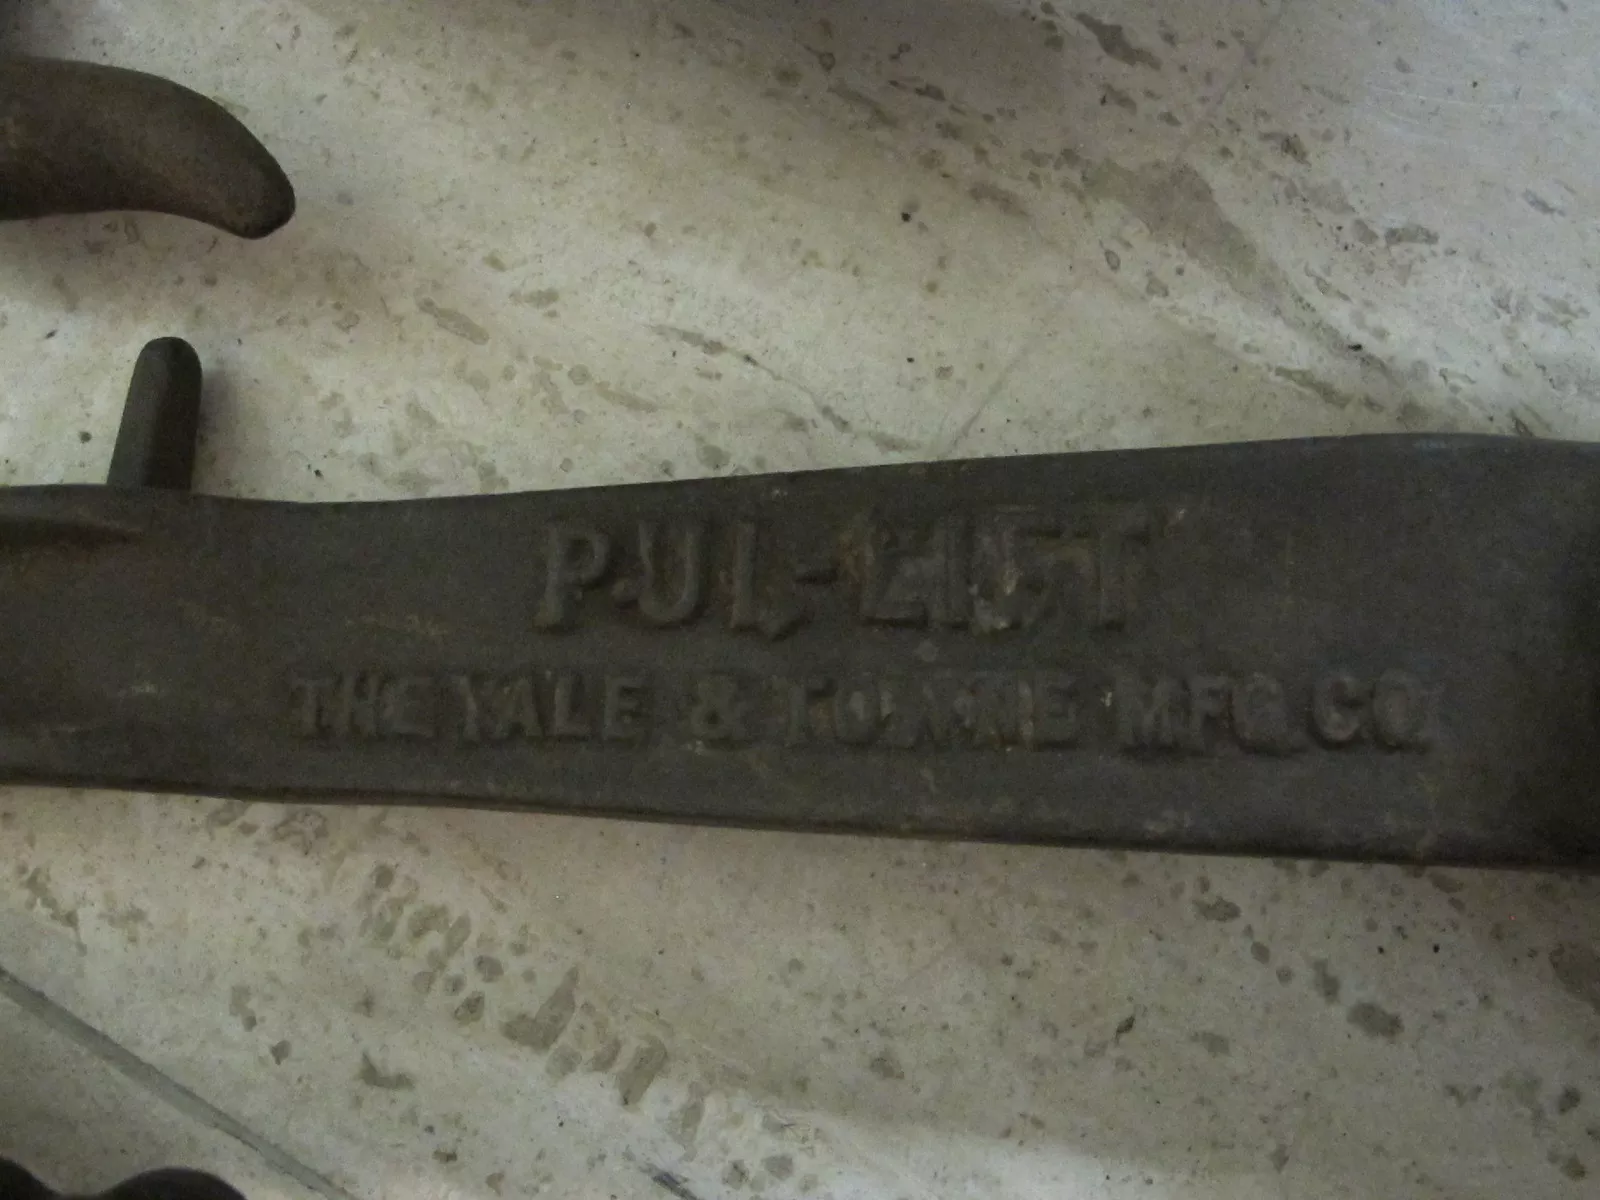 PUL-LIFT
THE YALE & TOWNE MFG. CO.